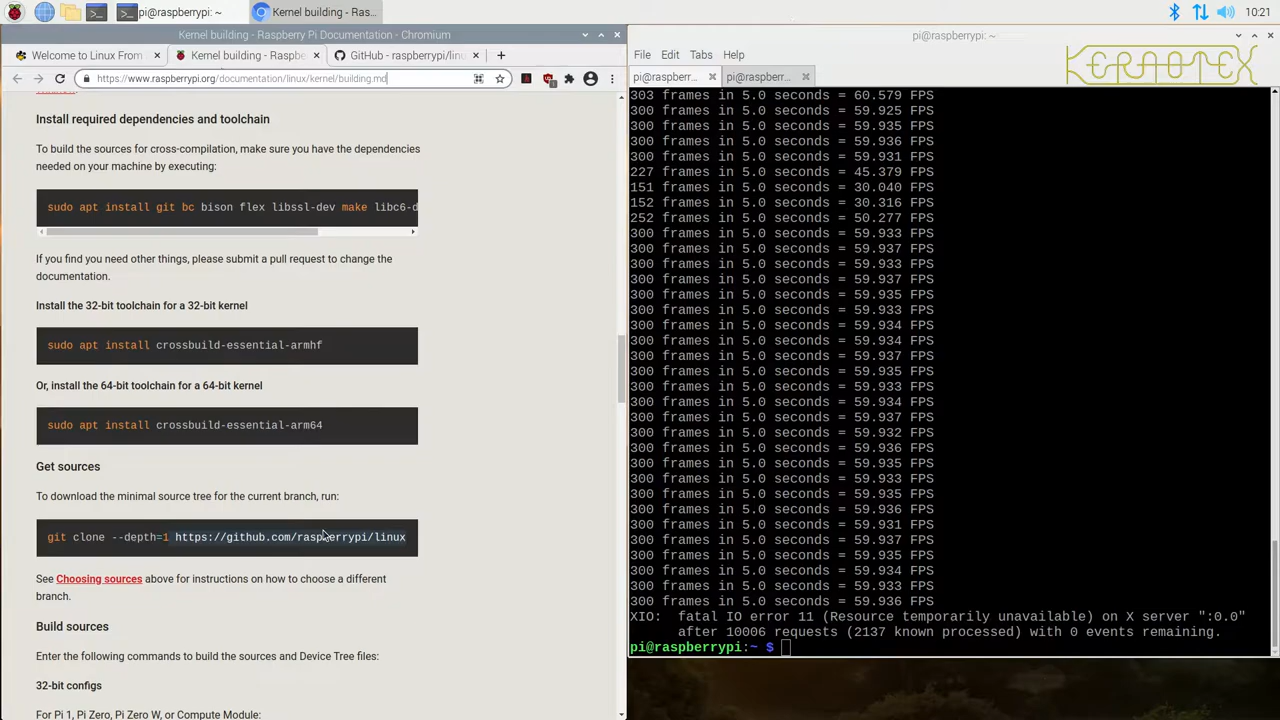 pi@raspberrypi: ~
Kernel building - Ras...
10:21
Kernel building - Raspberry Pi Documentation - Chromium
Welcome to Linux From
Kernel building - Raspbe
GitHub - raspberrypi/linu
https://www.raspberrypi.org/documentation/linux/kernel/building.md
Install required dependencies and toolchain
To build the sources for cross-compilation, make sure you have the dependencies
needed on your machine by executing:
sudo apt install git bc bison flex libssl-dev make libc6-d
If you find you need other things, please submit a pull request to change the
documentation.
Install the 32-bit toolchain for a 32-bit kernel
sudo apt install crossbuild-essential-armhf
Or, install the 64-bit toolchain for a 64-bit kernel
sudo apt install crossbuild-essential-arm64
Get sources
To download the minimal source tree for the current branch, run:
git clone --depth=1 https://github.com/raspberrypi/linux
See Choosing sources above for instructions on how to choose a different
branch.
Build sources
Enter the following commands to build the sources and Device Tree files:
32-bit configs
For Pi 1, Pi Zero, Pi Zero W, or Compute Module:
pi@raspberrypi: ~
File Edit Tabs Help
pi@raspberr...
pi@raspberr...
303 frames in 5.0 seconds = 60.579 FPS
300 frames in 5.0 seconds = 59.925 FPS
300 frames in 5.0 seconds = 59.935 FPS
300 frames in 5.0 seconds = 59.936 FPS
300 frames in 5.0 seconds = 59.931 FPS
227 frames in 5.0 seconds = 45.379 FPS
151 frames in 5.0 seconds = 30.040 FPS
152 frames in 5.0 seconds = 30.316 FPS
252 frames in 5.0 seconds = 50.277 FPS
300 frames in 5.0 seconds = 59.933 FPS
300 frames in 5.0 seconds = 59.937 FPS
300 frames in 5.0 seconds = 59.933 FPS
300 frames in 5.0 seconds = 59.937 FPS
300 frames in 5.0 seconds = 59.935 FPS
300 frames in 5.0 seconds = 59.933 FPS
300 frames in 5.0 seconds = 59.934 FPS
300 frames in 5.0 seconds = 59.934 FPS
300 frames in 5.0 seconds = 59.937 FPS
300 frames in 5.0 seconds = 59.935 FPS
300 frames in 5.0 seconds = 59.933 FPS
300 frames in 5.0 seconds = 59.934 FPS
300 frames in 5.0 seconds = 59.937 FPS
300 frames in 5.0 seconds = 59.932 FPS
300 frames in 5.0 seconds = 59.936 FPS
300 frames in 5.0 seconds = 59.935 FPS
300 frames in 5.0 seconds = 59.933 FPS
300 frames in 5.0 seconds = 59.935 FPS
300 frames in 5.0 seconds = 59.936 FPS
300 frames in 5.0 seconds = 59.931 FPS
300 frames in 5.0 seconds = 59.937 FPS
300 frames in 5.0 seconds = 59.935 FPS
300 frames in 5.0 seconds = 59.934 FPS
300 frames in 5.0 seconds = 59.933 FPS
300 frames in 5.0 seconds = 59.936 FPS
XIO: fatal IO error 11 (Resource temporarily unavailable) on X server ":0.0"
after 10006 requests (2137 known processed) with 0 events remaining.
pi@raspberrypi:~ $